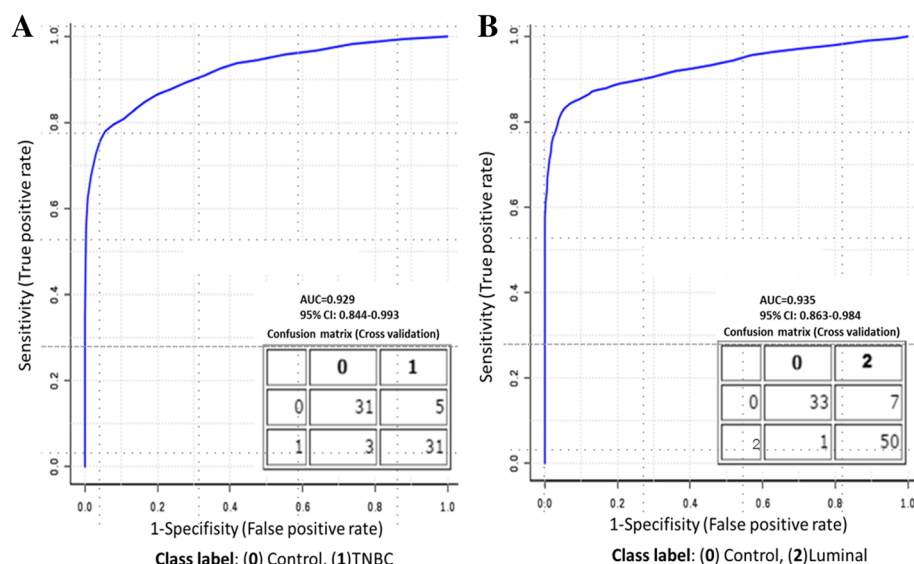 A
Sensitivity (True positive rate)
1.0
0.8
0.6
0.4
0.2
0.0
AUC=0.929
95% CI: 0.844-0.993
Confusion matrix (Cross validation)
0 1
0 31 5
1 3 31
0.0 0.2 0.4 0.6 0.8 1.0
1-Specifisity (False positive rate)
Class label: (0) Control, (1)TNBC
B
Sensitivity (True positive rate)
1.0
0.8
0.6
0.4
0.2
0.0
AUC=0.935
95% CI: 0.863-0.984
Confusion matrix (Cross validation)
0 2
0 33 7
2 1 50
0.0 0.2 0.4 0.6 0.8 1.0
1-Specifisity (False positive rate)
Class label: (0) Control, (2)Luminal